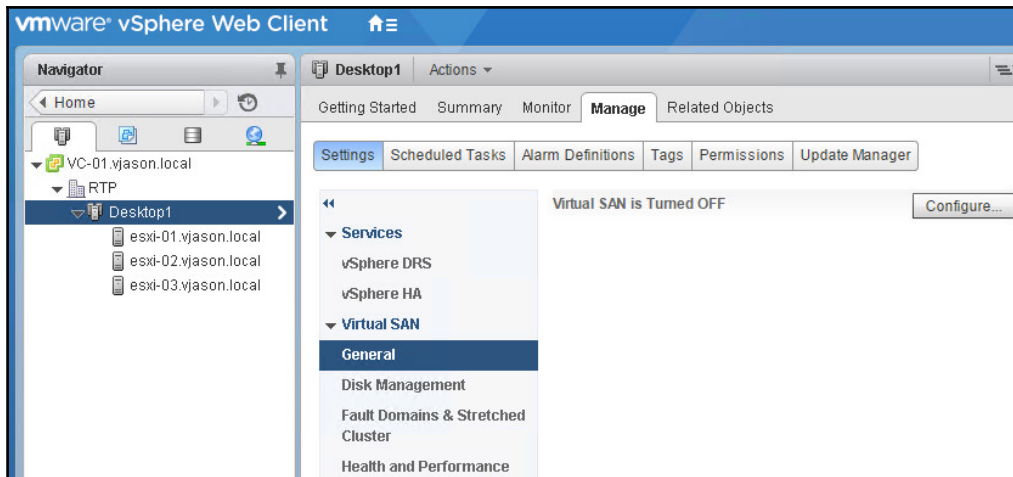 vmware® vSphere Web Client
Navigator
Home
VC-01.vjason.local
RTP
Desktop1
esxi-01.vjason.local
esxi-02.vjason.local
esxi-03.vjason.local
Desktop1 Actions
Getting Started Summary Monitor Manage Related Objects
Settings Scheduled Tasks Alarm Definitions Tags Permissions Update Manager
Services
vSphere DRS
vSphere HA
Virtual SAN
General
Disk Management
Fault Domains & Stretched
Cluster
Health and Performance
Virtual SAN is Turned OFF Configure...